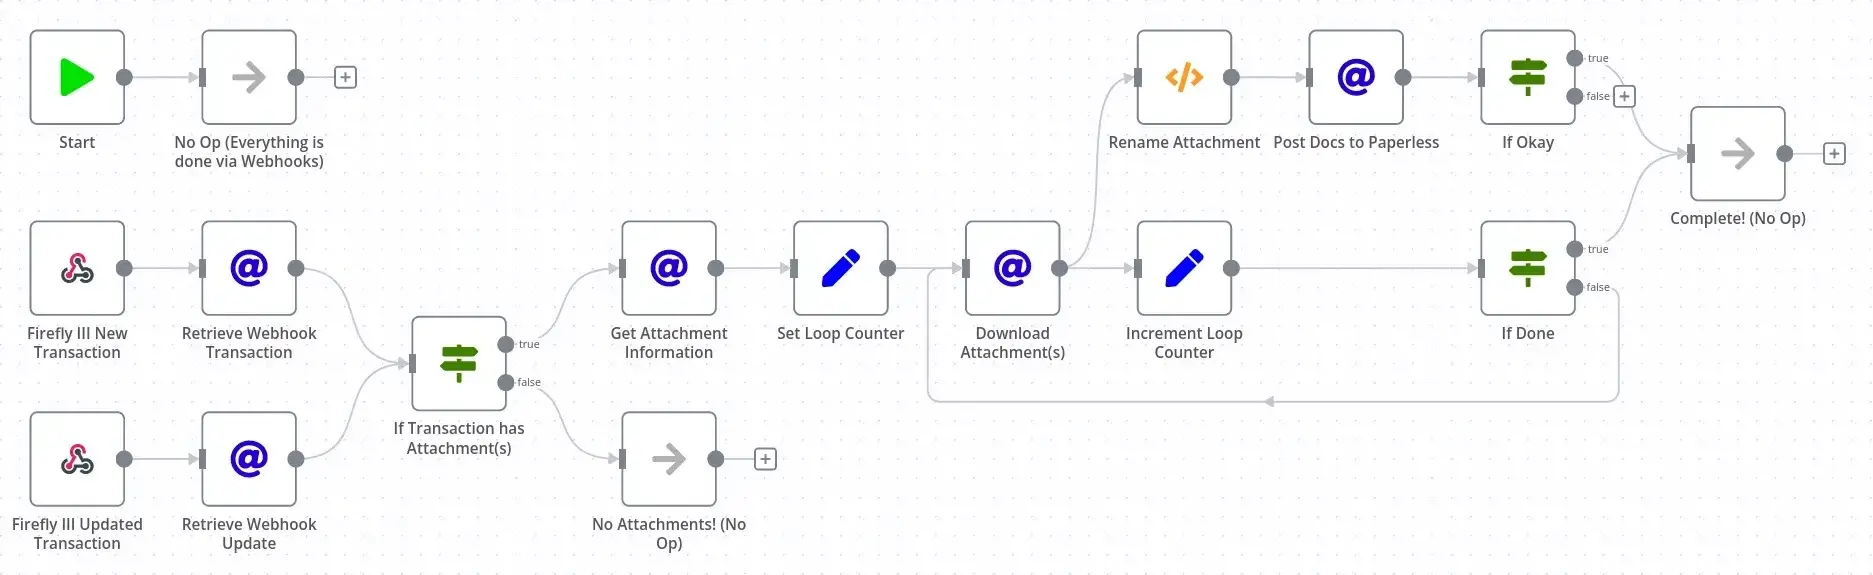 Start
No Op (Everything is
done via Webhooks)
Rename Attachment
Post Docs to Paperless
If Okay
true
false
Complete! (No Op)
Firefly III New
Transaction
Retrieve Webhook
Transaction
If Transaction has
Attachment(s)
true
false
Get Attachment
Information
Set Loop Counter
Download
Attachment(s)
Increment Loop
Counter
If Done
true
false
Firefly III Updated
Transaction
Retrieve Webhook
Update
No Attachments! (No
Op)